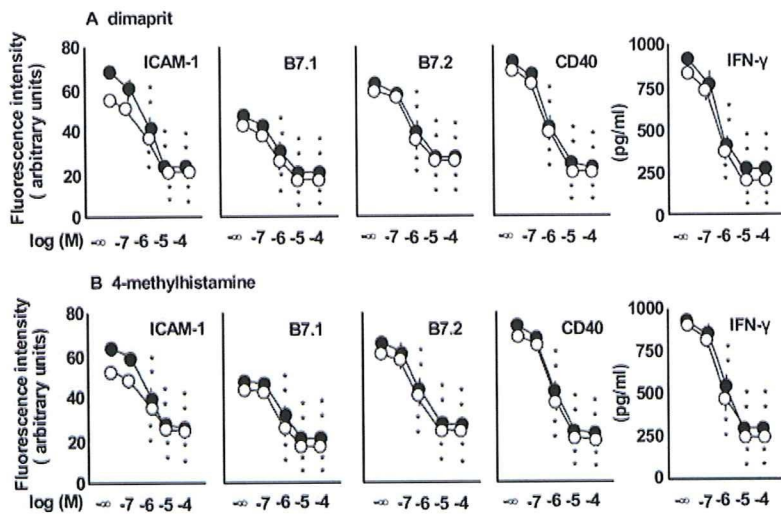 A dimaprit
ICAM-1 B7.1 B7.2 CD40 IFN-γ
Fluorescence intensity
( arbitrary units)
80
60
40
20
0
(pg/ml)
1000
750
500
250
0
log (M) -∞ -7 -6 -5 -4 -∞ -7 -6 -5 -4 -∞ -7 -6 -5 -4 -∞ -7 -6 -5 -4 -∞ -7 -6 -5 -4
B 4-methylhistamine
ICAM-1 B7.1 B7.2 CD40 IFN-γ
Fluorescence intensity
( arbitrary units)
80
60
40
20
0
(pg/ml)
1000
750
500
250
0
log (M) -∞ -7 -6 -5 -4 -∞ -7 -6 -5 -4 -∞ -7 -6 -5 -4 -∞ -7 -6 -5 -4 -∞ -7 -6 -5 -4